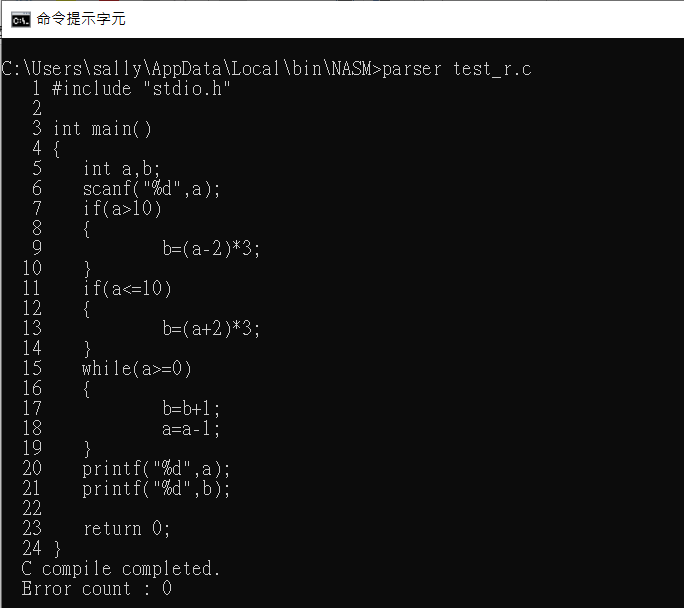 命令提示字元
C:\Users\sally\AppData\Local\bin\NASM>parser test_r.c
1 #include "stdio.h"
2
3 int main()
4 {
5    int a,b;
6    scanf("%d",a);
7    if(a>10)
8    {
9            b=(a-2)*3;
10    }
11    if(a<=10)
12    {
13            b=(a+2)*3;
14    }
15    while(a>=0)
16    {
17            b=b+1;
18            a=a-1;
19    }
20    printf("%d",a);
21    printf("%d",b);
22
23    return 0;
24 }
C compile completed.
Error count : 0